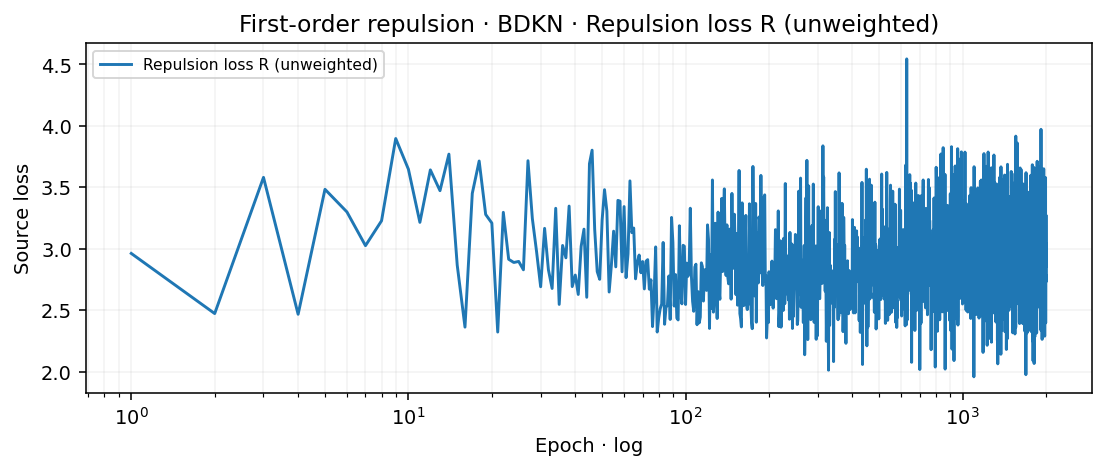 First-order repulsion · BDKN · Repulsion loss R (unweighted)
Repulsion loss R (unweighted)
Source loss
4.5
4.0
3.5
3.0
2.5
2.0
10⁰ 10¹ 10² 10³
Epoch · log